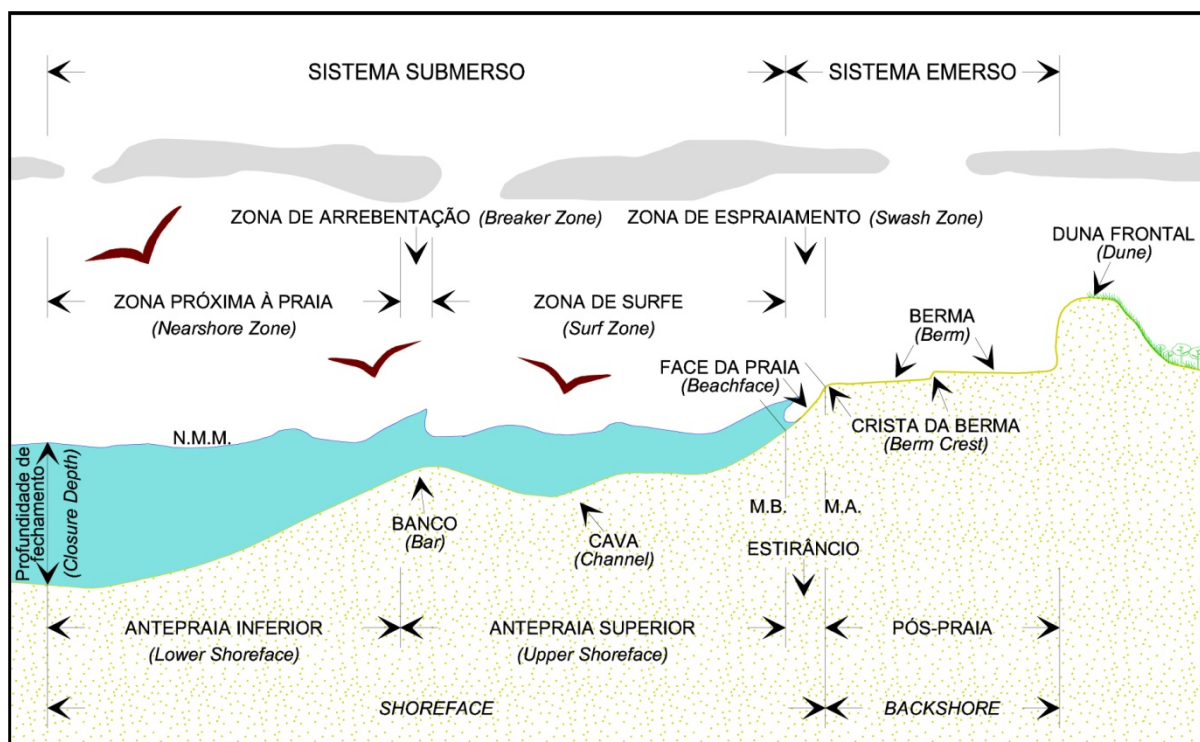 SISTEMA SUBMERSO
SISTEMA EMERSO
ZONA DE ARREBENTAÇÃO (Breaker Zone)
ZONA DE ESPRAIAMENTO (Swash Zone)
DUNA FRONTAL
(Dune)
ZONA PRÓXIMA À PRAIA
(Nearshore Zone)
ZONA DE SURFE
(Surf Zone)
BERMA
(Berm)
FACE DA PRAIA
(Beachface)
CRISTA DA BERMA
(Berm Crest)
N.M.M.
Profundidade de
fechamento
(Closure Depth)
BANCO
(Bar)
CAVA
(Channel)
M.B.
M.A.
ESTIRÂNCIO
ANTEPRAIA INFERIOR
(Lower Shoreface)
ANTEPRAIA SUPERIOR
(Upper Shoreface)
PÓS-PRAIA
SHOREFACE
BACKSHORE